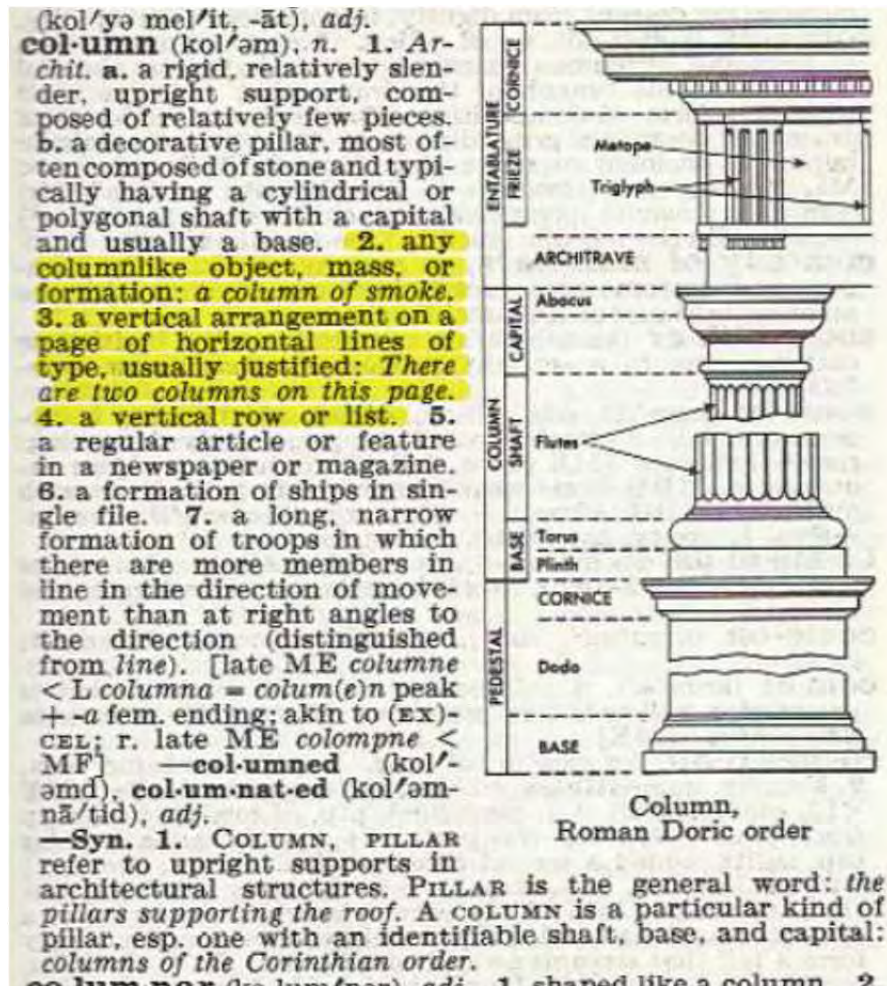 (kol′yə mel′it, -āt), adj.
col·umn (kol′əm), n. 1. Ar-
chit. a. a rigid, relatively slen-
der, upright support, com-
posed of relatively few pieces.
b. a decorative pillar, most of-
ten composed of stone and typi-
cally having a cylindrical or
polygonal shaft with a capital
and usually a base. 2. any
columnlike object, mass, or
formation: a column of smoke.
3. a vertical arrangement on a
page of horizontal lines of
type, usually justified: There
are two columns on this page.
4. a vertical row or list. 5.
a regular article or feature
in a newspaper or magazine.
6. a formation of ships in sin-
gle file. 7. a long, narrow
formation of troops in which
there are more members in
line in the direction of move-
ment than at right angles to
the direction (distinguished
from line). [late ME columne
< L columna = colum(e)n peak
+ -a fem. ending; akin to (EX)-
CEL; r. late ME colompne <
MF] —col·umned (kol′-
əmd), col·um·nat·ed (kol′əm-
nā′tid), adj.
—Syn. 1. COLUMN, PILLAR
refer to upright supports in
architectural structures. PILLAR is the general word: the
pillars supporting the roof. A COLUMN is a particular kind of
pillar, esp. one with an identifiable shaft, base, and capital:
columns of the Corinthian order.
adj. 1. shaped like a column. 2.
ENTABLATURE
CORNICE
FRIEZE
Metope
Triglyph
ARCHITRAVE
COLUMN
CAPITAL
Abacus
SHAFT
Flutes
BASE
Torus
Plinth
PEDESTAL
CORNICE
Dado
BASE
Column,
Roman Doric order